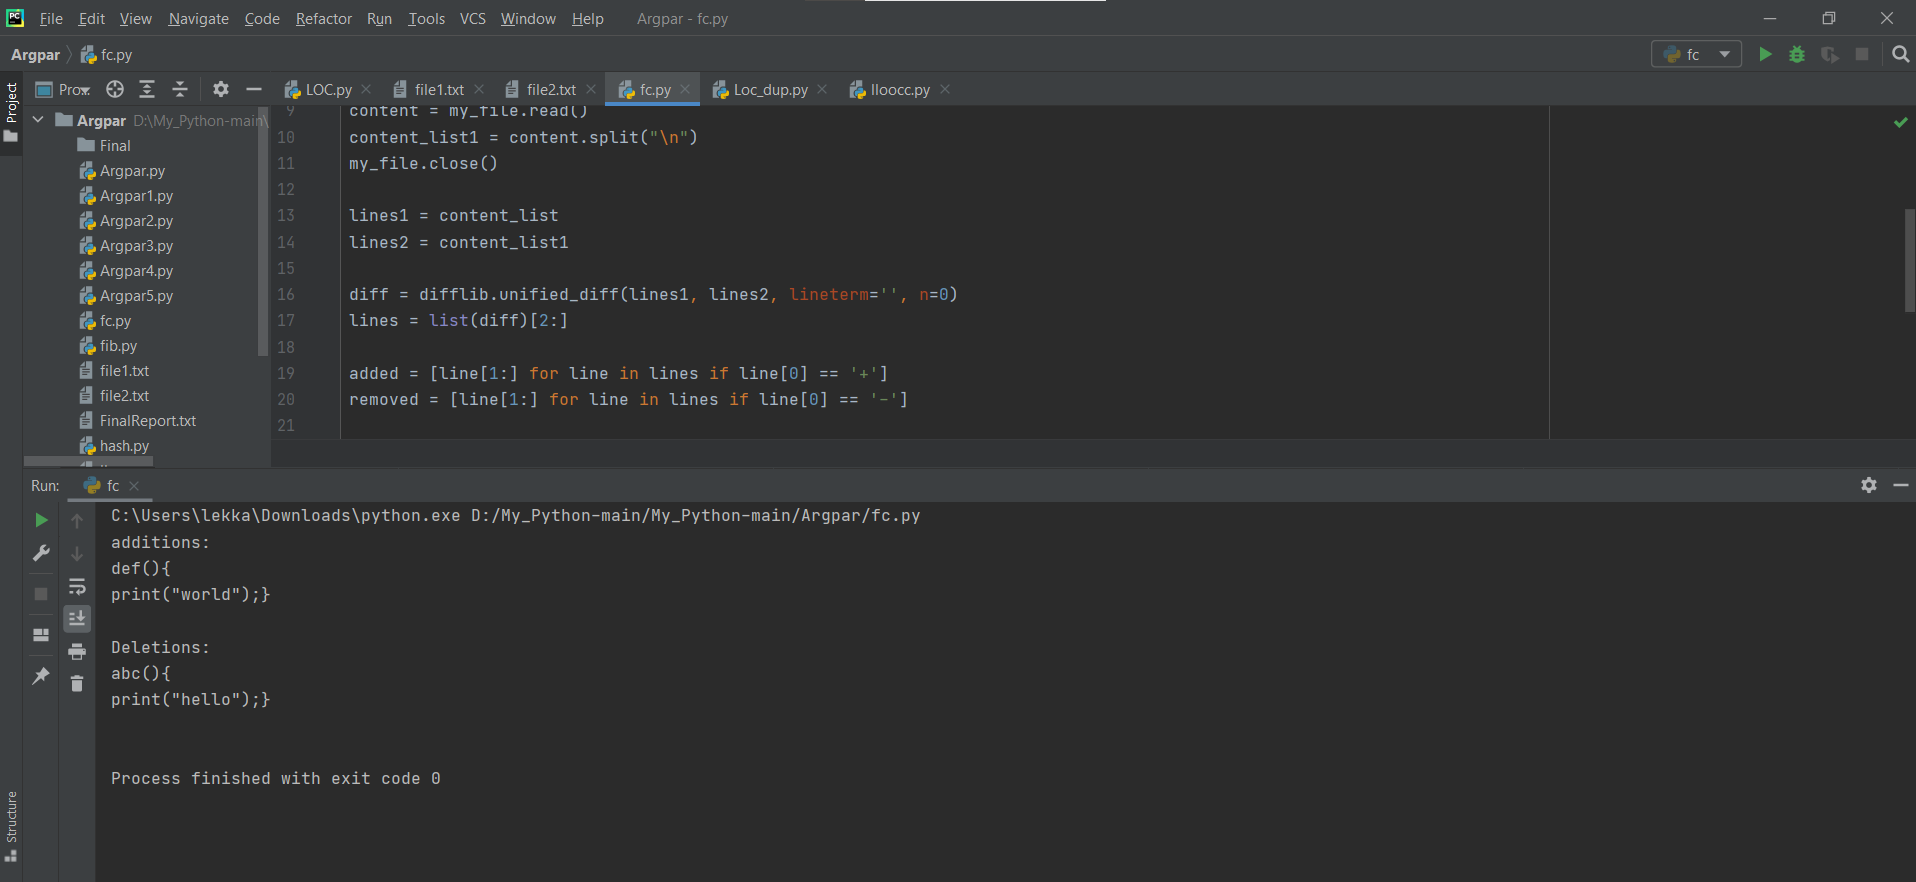 PC File Edit View Navigate Code Refactor Run Tools VCS Window Help Argpar - fc.py
Argpar fc.py fc
Project
Pro.. LOC.py file1.txt file2.txt fc.py Loc_dup.py lloocc.py
Argpar D:\My_Python-main\
Final
Argpar.py
Argpar1.py
Argpar2.py
Argpar3.py
Argpar4.py
Argpar5.py
fc.py
fib.py
file1.txt
file2.txt
FinalReport.txt
hash.py
9 content = my_file.read()
10 content_list1 = content.split("\n")
11 my_file.close()
12
13 lines1 = content_list
14 lines2 = content_list1
15
16 diff = difflib.unified_diff(lines1, lines2, lineterm='', n=0)
17 lines = list(diff)[2:]
18
19 added = [line[1:] for line in lines if line[0] == '+']
20 removed = [line[1:] for line in lines if line[0] == '-']
21
Run: fc
C:\Users\lekka\Downloads\python.exe D:/My_Python-main/My_Python-main/Argpar/fc.py
additions:
def(){
print("world");}
Deletions:
abc(){
print("hello");}
Process finished with exit code 0
Structure